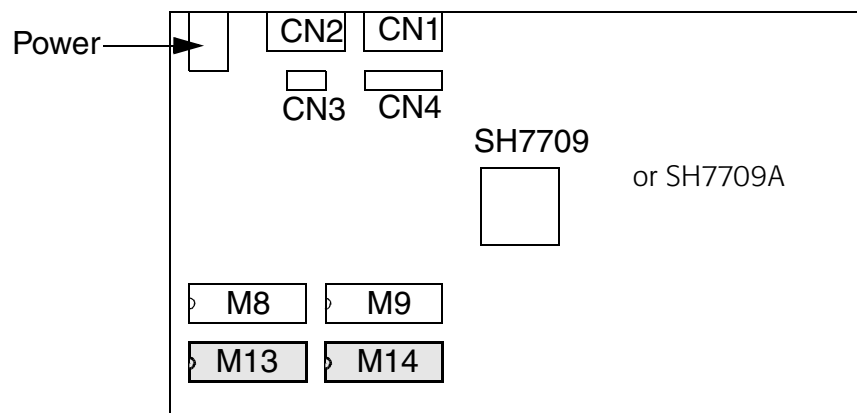 Power
CN2 CN1
CN3 CN4
SH7709
or SH7709A
M8 M9
M13 M14